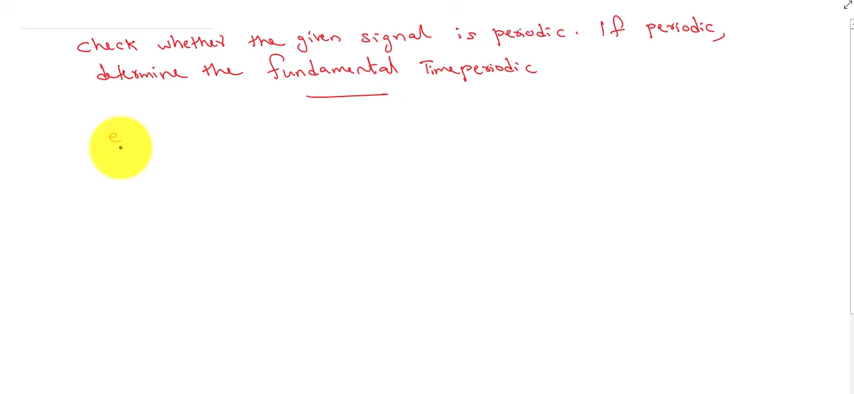 Check whether the given signal is periodic. If periodic,
determine the fundamental Timeperiodic
e